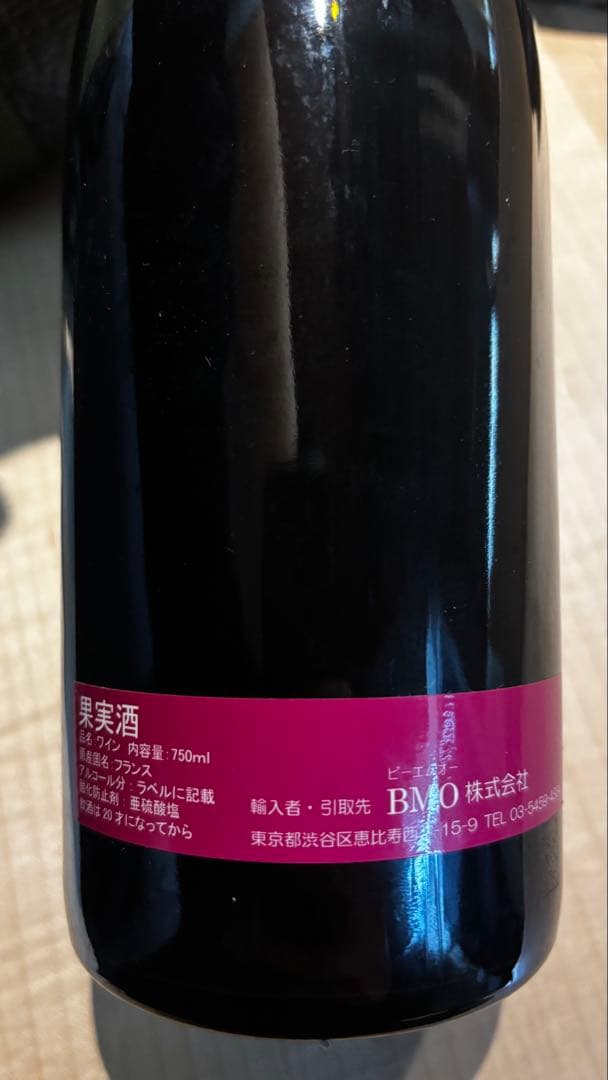 果実酒
品名:ワイン 内容量:750ml
原産国名:フランス
アルコール分:ラベルに記載
酸化防止剤:亜硫酸塩
飲酒は20才になってから
ビーエムオー
輸入者・引取先 BMO 株式会社
東京都渋谷区恵比寿西 -15-9 TEL 03-5459-